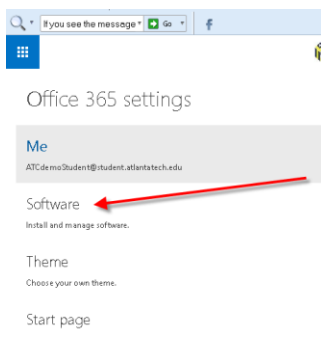 If you see the message"
Go
Office 365 settings
Me
ATCdemoStudent@student.atlantatech.edu
Software
Install and manage software.
Theme
Choose your own theme.
Start page